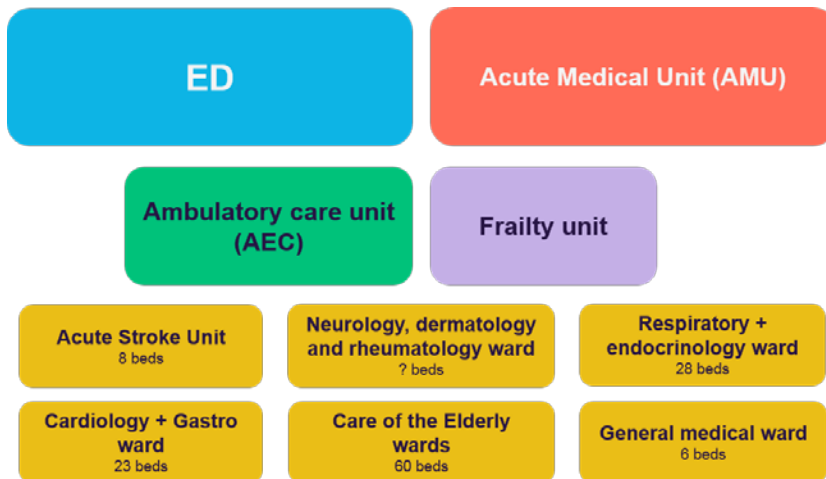 ED
Acute Medical Unit (AMU)
Ambulatory care unit
(AEC)
Frailty unit
Acute Stroke Unit
8 beds
Neurology, dermatology
and rheumatology ward
? beds
Respiratory +
endocrinology ward
28 beds
Cardiology + Gastro
ward
23 beds
Care of the Elderly
wards
60 beds
General medical ward
6 beds